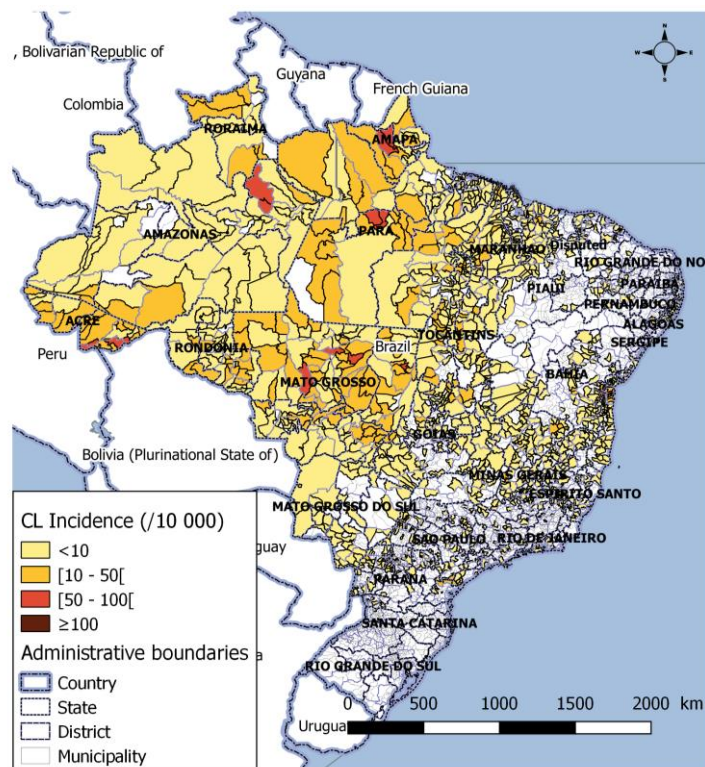 N
W E
S
, Bolivarian Republic of
Guyana
French Guiana
Colombia
RORAIMA
AMAPA
AMAZONAS
PARA
MARANHAO
Disputed
RIO GRANDE DO NO
PIAUI
PARAIBA
PERNAMBUCO
ALAGOAS
SERGIPE
ACRE
Peru
RONDONIA
TOCANTINS
Brazil
MATO GROSSO
BAHIA
GOIAS
Bolivia (Plurinational State of)
MINAS GERAIS
ESPIRITO SANTO
MATO GROSSO DO SUL
SAO PAULO
RIO DE JANEIRO
guay
PARANA
SANTA CATARINA
a
RIO GRANDE DO SUL
Urugua
0 500 1000 1500 2000 km
CL Incidence (/10 000)
<10
[10 - 50[
[50 - 100[
≥100
Administrative boundaries
Country
State
District
Municipality